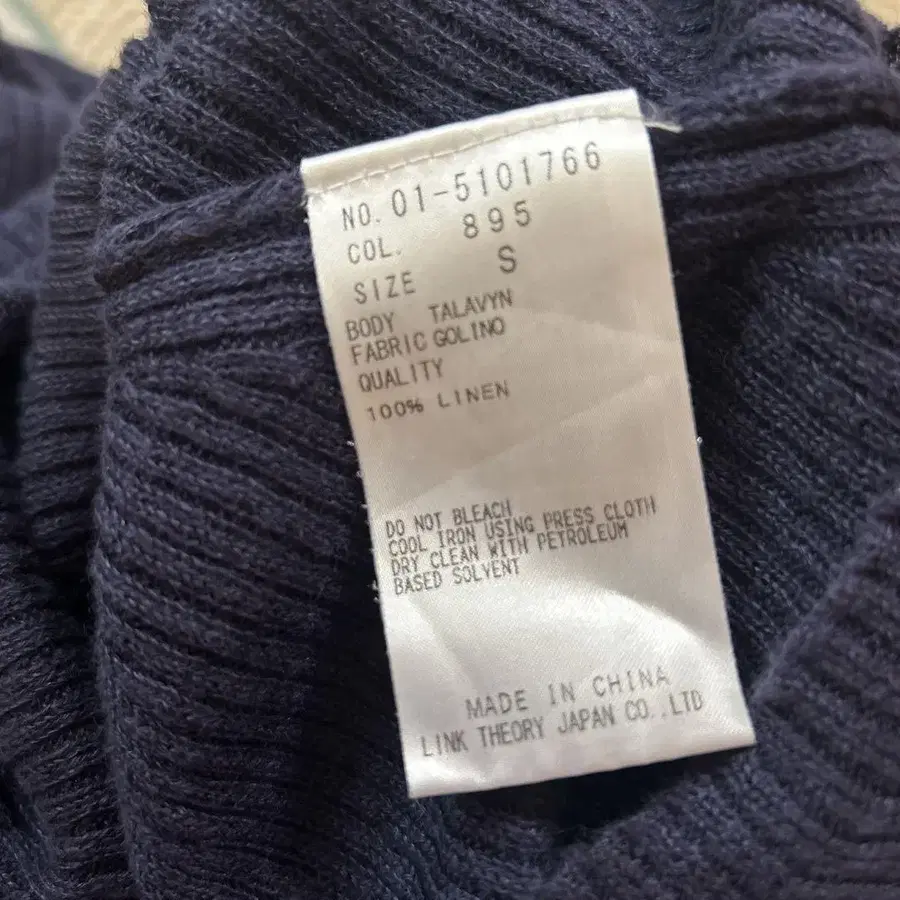 NO. 01-5101766
COL. 895
SIZE S
BODY TALAVYN
FABRIC GOLINO
QUALITY
100% LINEN
DO NOT BLEACH
COOL IRON USING PRESS CLOTH
DRY CLEAN WITH PETROLEUM
BASED SOLVENT
MADE IN CHINA
LINK THEORY JAPAN CO.,LTD